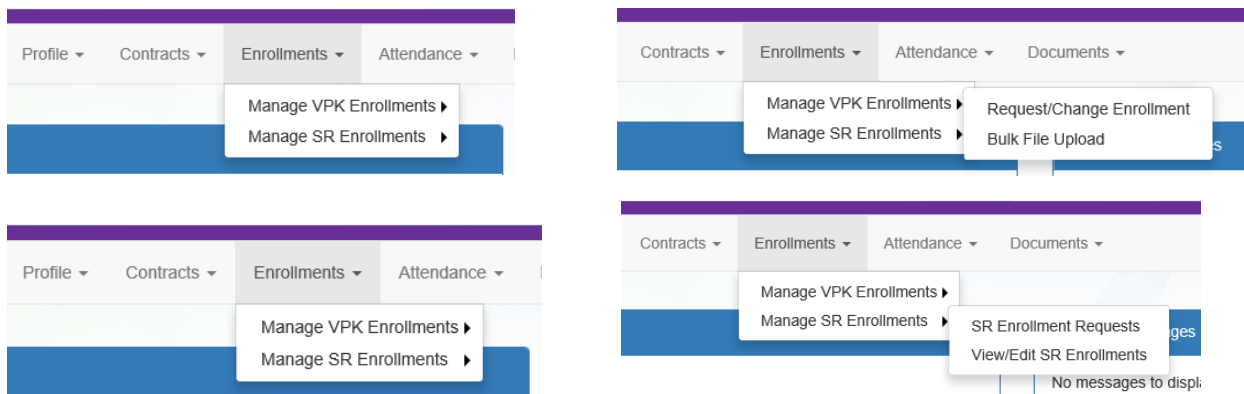 Profile Contracts Enrollments Attendance
Manage VPK Enrollments
Manage SR Enrollments
Contracts Enrollments Attendance Documents
Manage VPK Enrollments
Manage SR Enrollments
Request/Change Enrollment
Bulk File Upload
Profile Contracts Enrollments Attendance
Manage VPK Enrollments
Manage SR Enrollments
Contracts Enrollments Attendance Documents
Manage VPK Enrollments
Manage SR Enrollments
SR Enrollment Requests
View/Edit SR Enrollments
No messages to